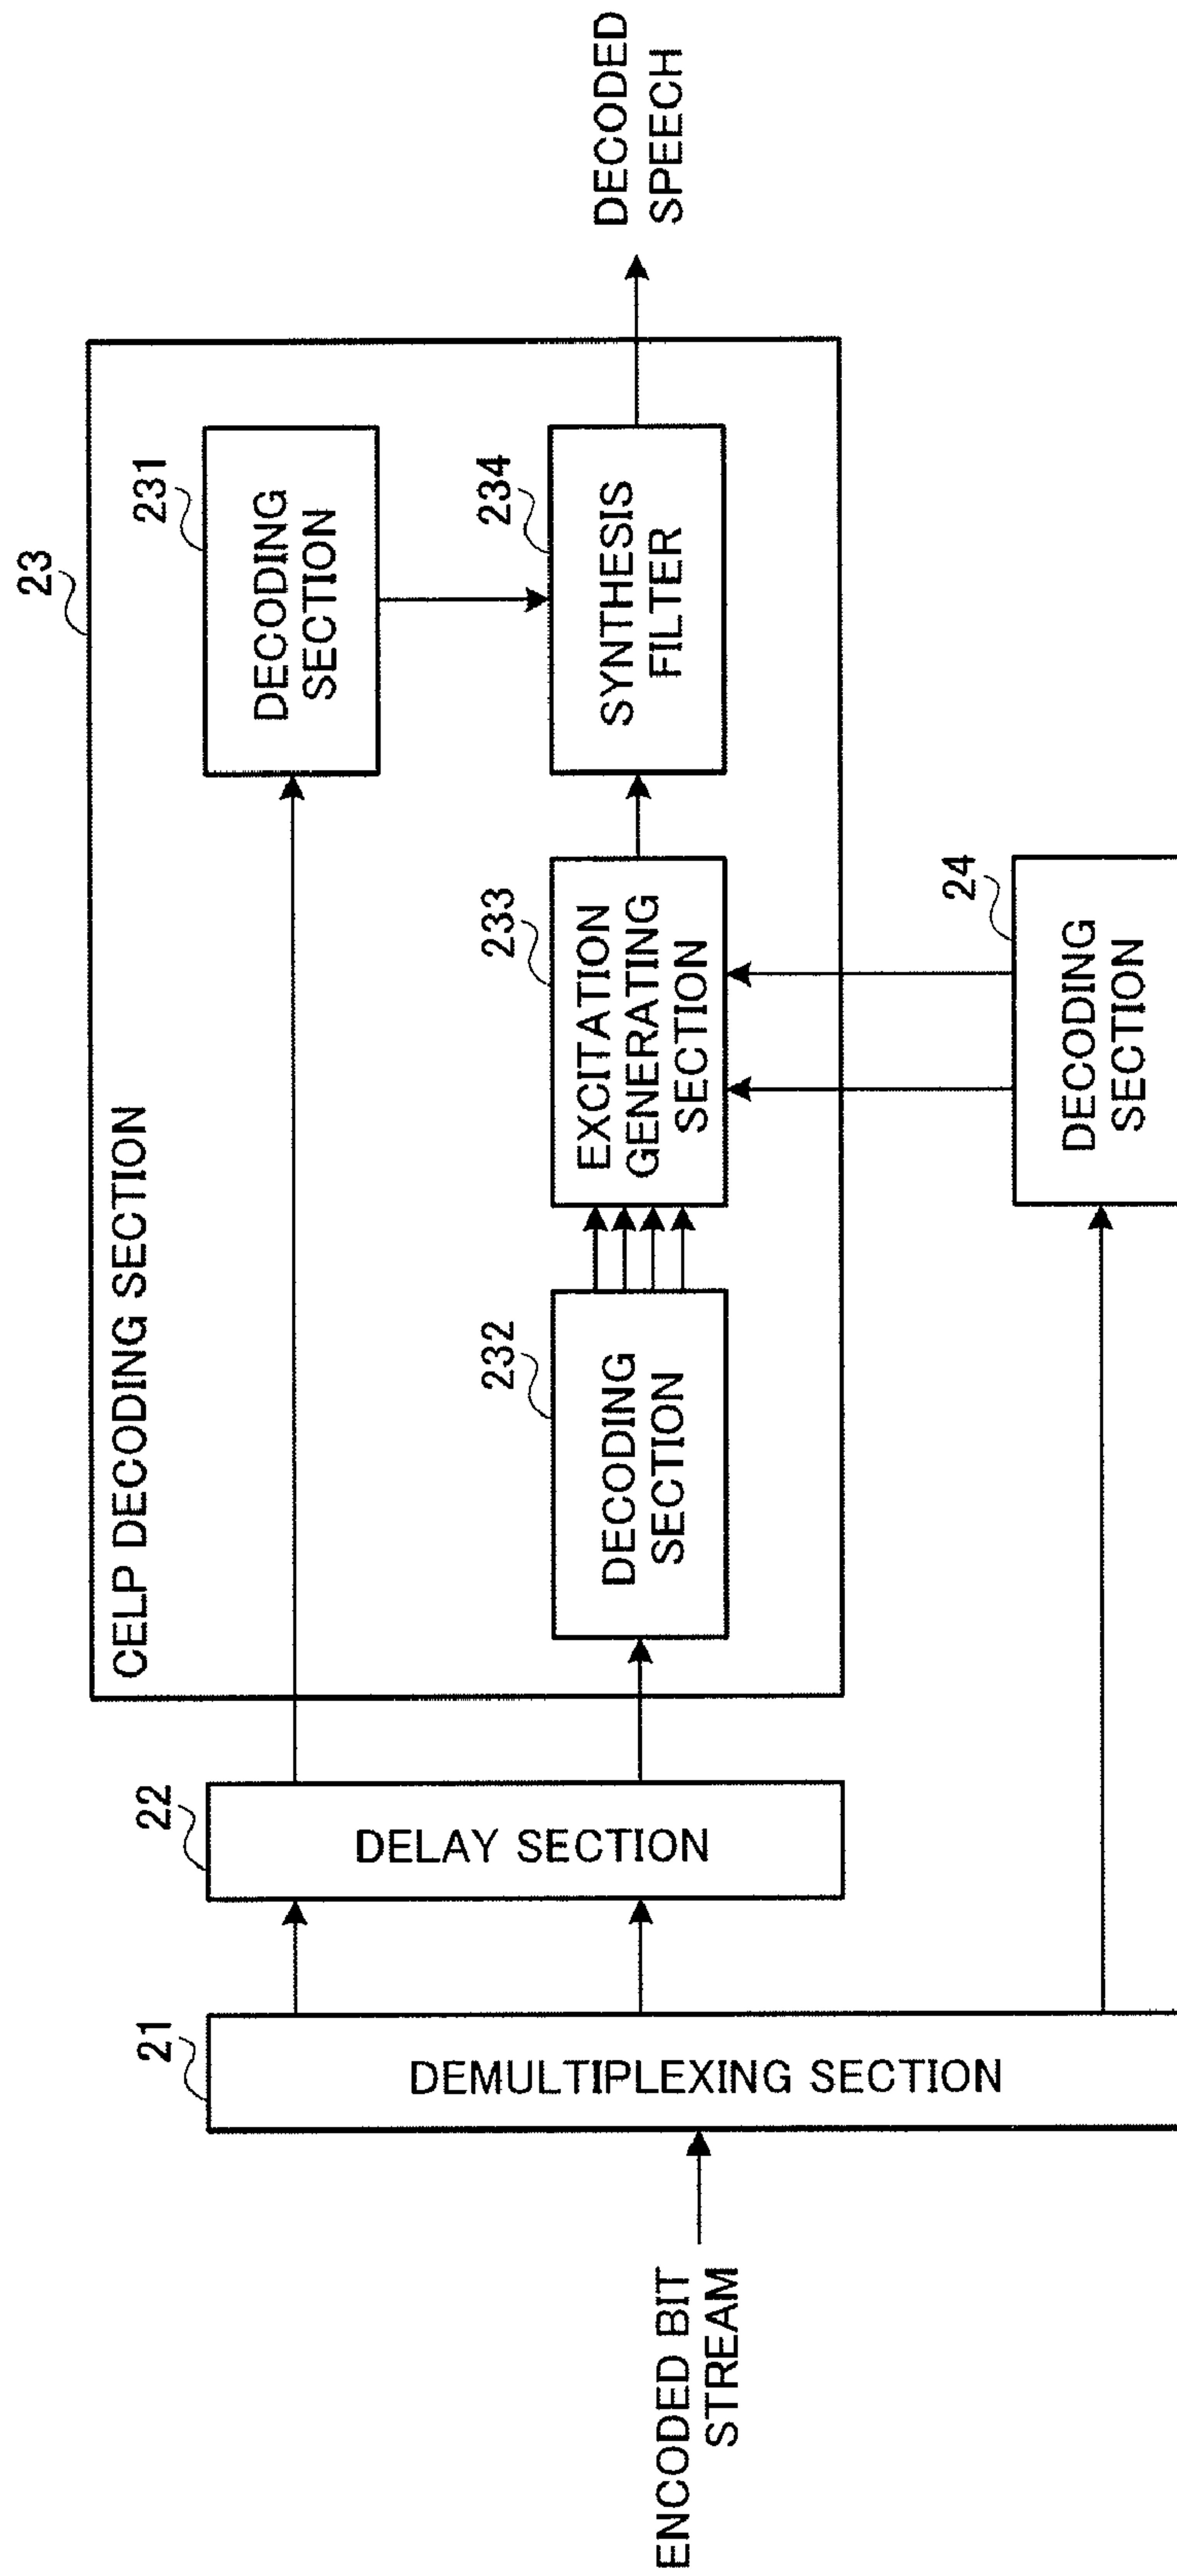 23
CELP DECODING SECTION
21
22
231
DECODING
SECTION
DEMULTIPLEXING SECTION
DELAY SECTION
ENCODED BIT
STREAM
232
DECODING
SECTION
233
EXCITATION
GENERATING
SECTION
234
SYNTHESIS
FILTER
DECODED
SPEECH
24
DECODING
SECTION